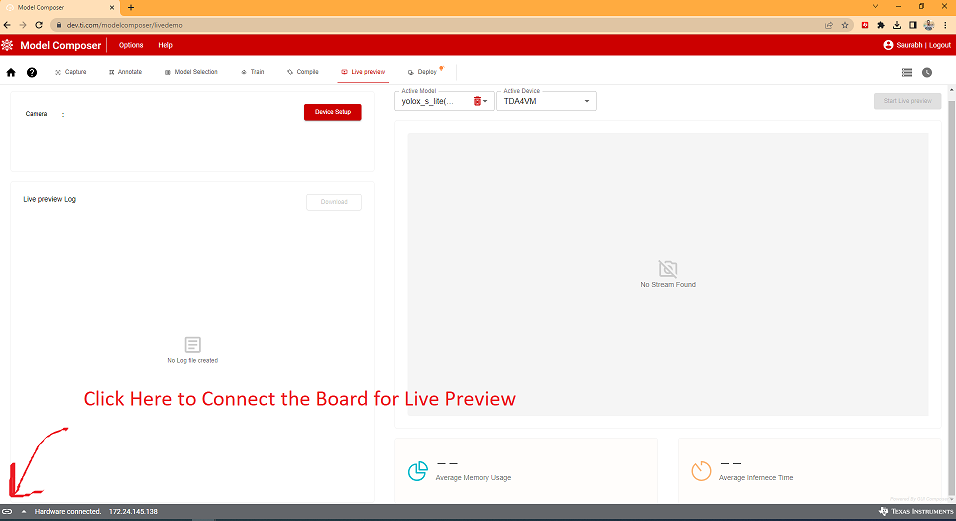 Model Composer
dev.ti.com/modelcomposer/livedemo
Model Composer Options Help Saurabh | Logout
Capture Annotate Model Selection Train Compile Live preview Deploy
Active Model Active Device
yolox_s_lite(... TDA4VM Start Live preview
Camera : Device Setup
Live preview Log Download
No Stream Found
No Log file created
Click Here to Connect the Board for Live Preview
-- --
Average Memory Usage Average Infernece Time
Hardware connected. 172.24.145.138 TEXAS INSTRUMENTS